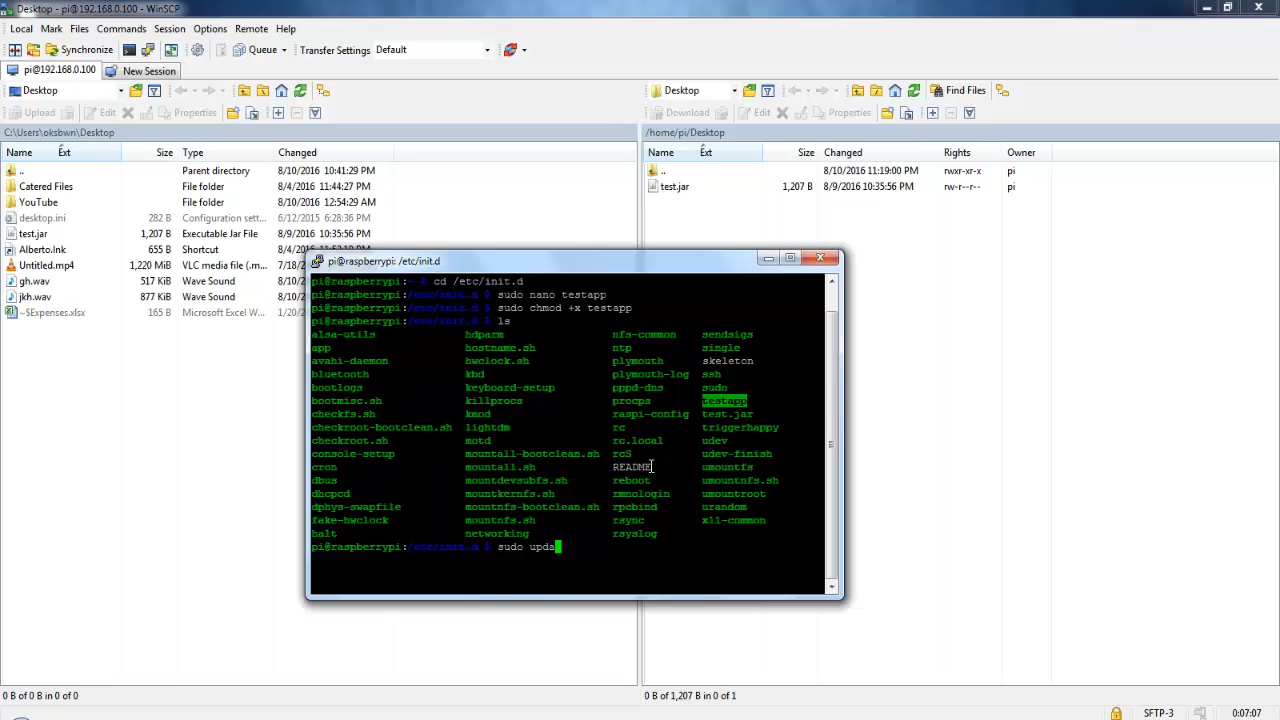 Desktop - pi@192.168.0.100 - WinSCP
Local Mark Files Commands Session Options Remote Help
Synchronize Queue Transfer Settings Default
pi@192.168.0.100 New Session
Desktop Desktop Find Files
Upload Edit Properties Download Edit Properties
C:\Users\oksbwn\Desktop /home/pi/Desktop
Name Ext Size Type Changed Name Ext Size Changed Rights Owner
.. Parent directory 8/10/2016 10:41:29 PM .. 8/10/2016 11:19:00 PM rwxr-xr-x pi
Catered Files File folder 8/4/2016 11:44:27 PM test.jar 1,207 B 8/9/2016 10:35:56 PM rw-r--r-- pi
YouTube File folder 8/10/2016 12:54:29 AM
desktop.ini 282 B Configuration sett... 6/12/2015 6:28:36 PM
test.jar 1,207 B Executable Jar File 8/9/2016 10:35:56 PM
Alberto.lnk 655 B Shortcut
Untitled.mp4 1,220 MiB VLC media file (.m...
gh.wav 517 KiB Wave Sound
jkh.wav 877 KiB Wave Sound
~$Expenses.xlsx 165 B Microsoft Excel W...
pi@raspberrypi: /etc/init.d
pi@raspberrypi:~ $ cd /etc/init.d
pi@raspberrypi:/etc/init.d $ sudo nano testapp
pi@raspberrypi:/etc/init.d $ sudo chmod +x testapp
pi@raspberrypi:/etc/init.d $ ls
alsa-utils hdparm nfs-common sendsigs
app hostname.sh ntp single
avahi-daemon hwclock.sh plymouth skeleton
bluetooth kbd plymouth-log ssh
bootlogs keyboard-setup pppd-dns sudo
bootmisc.sh killprocs procps testapp
checkfs.sh kmod raspi-config test.jar
checkroot-bootclean.sh lightdm rc triggerhappy
checkroot.sh motd rc.local udev
console-setup mountall-bootclean.sh rcS udev-finish
cron mountall.sh README umountfs
dbus mountdevsubfs.sh reboot umountnfs.sh
dhcpcd mountkernfs.sh rmnologin umountroot
dphys-swapfile mountnfs-bootclean.sh rpcbind urandom
fake-hwclock mountnfs.sh rsync x11-common
halt networking rsyslog
pi@raspberrypi:/etc/init.d $ sudo upda
0 B of 0 B in 0 of 0 0 B of 1,207 B in 0 of 1
SFTP-3 0:07:07